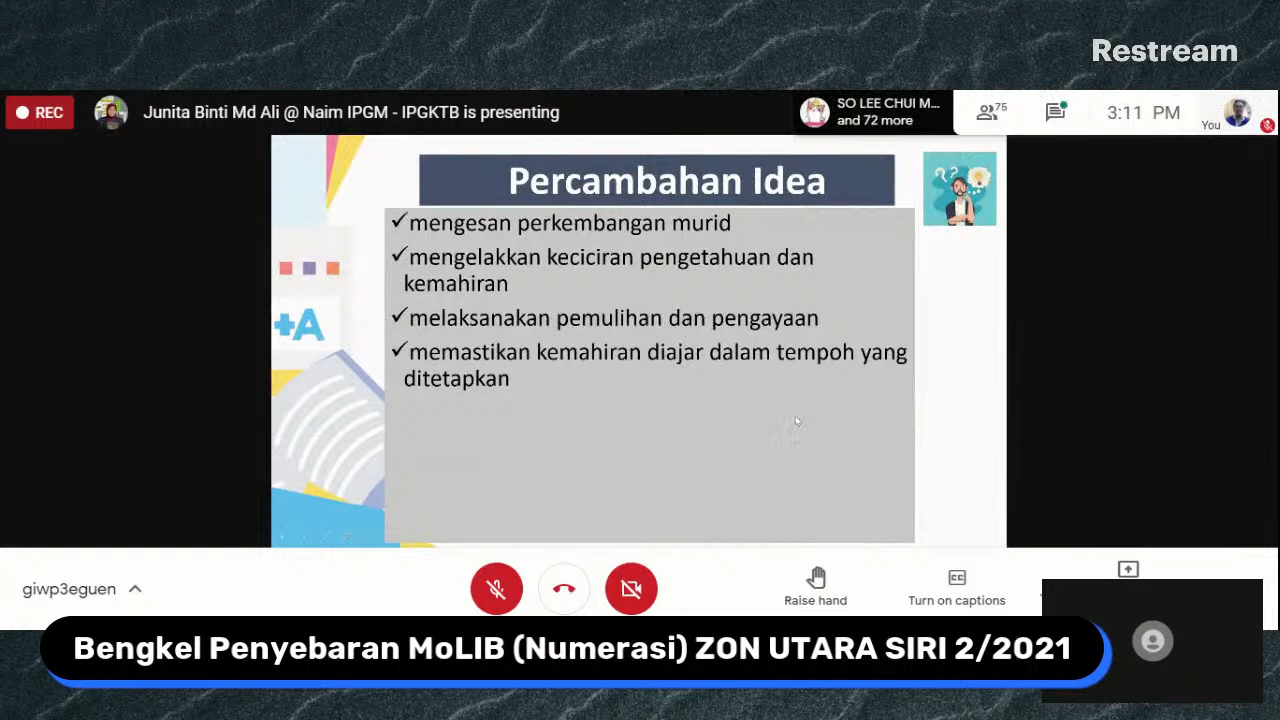 Restream
REC
Junita Binti Md Ali @ Naim IPGM - IPGKTB is presenting
SO LEE CHUI M...
and 72 more
75
3:11 PM
You
Percambahan Idea
✓mengesan perkembangan murid
✓mengelakkan keciciran pengetahuan dan
kemahiran
✓melaksanakan pemulihan dan pengayaan
✓memastikan kemahiran diajar dalam tempoh yang
ditetapkan
+A
giwp3eguen
Raise hand
CC
Turn on captions
Bengkel Penyebaran MoLIB (Numerasi) ZON UTARA SIRI 2/2021